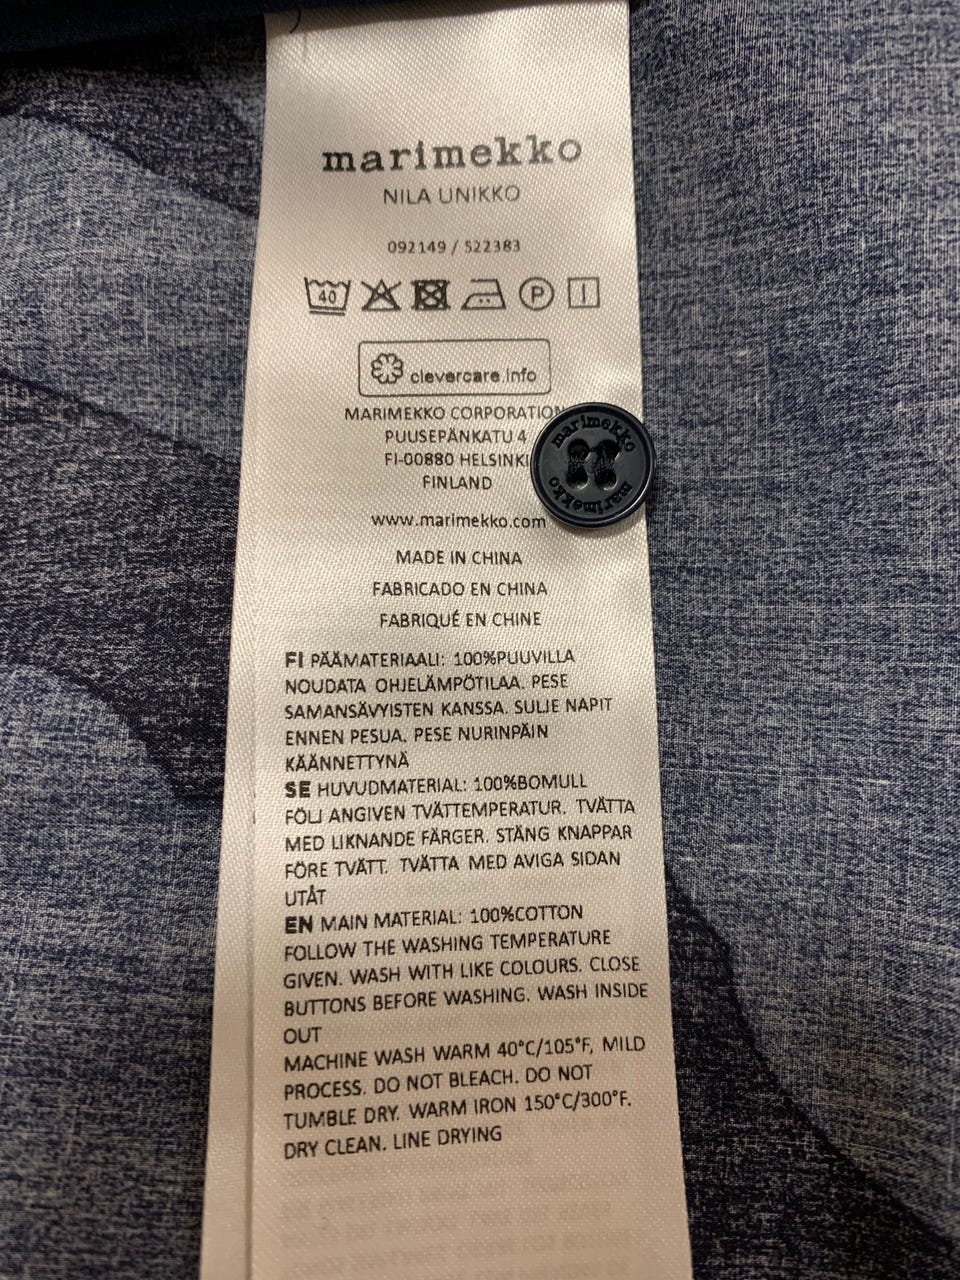 marimekko
NILA UNIKKO
092149 / 522383
40 P
clevercare.info
MARIMEKKO CORPORATION
PUUSEPÄNKATU 4
FI-00880 HELSINKI
FINLAND
marimekko
marimekko
www.marimekko.com
MADE IN CHINA
FABRICADO EN CHINA
FABRIQUÉ EN CHINE
FI PÄÄMATERIAALI: 100%PUUVILLA
NOUDATA OHJELÄMPÖTILAA. PESE
SAMANSÄVYISTEN KANSSA. SULJE NAPIT
ENNEN PESUA. PESE NURINPÄIN
KÄÄNNETTYNÄ
SE HUVUDMATERIAL: 100%BOMULL
FÖLJ ANGIVEN TVÄTTEMPERATUR. TVÄTTA
MED LIKNANDE FÄRGER. STÄNG KNAPPAR
FÖRE TVÄTT. TVÄTTA MED AVIGA SIDAN
UTÅT
EN MAIN MATERIAL: 100%COTTON
FOLLOW THE WASHING TEMPERATURE
GIVEN. WASH WITH LIKE COLOURS. CLOSE
BUTTONS BEFORE WASHING. WASH INSIDE
OUT
MACHINE WASH WARM 40°C/105°F, MILD
PROCESS. DO NOT BLEACH. DO NOT
TUMBLE DRY. WARM IRON 150°C/300°F.
DRY CLEAN. LINE DRYING